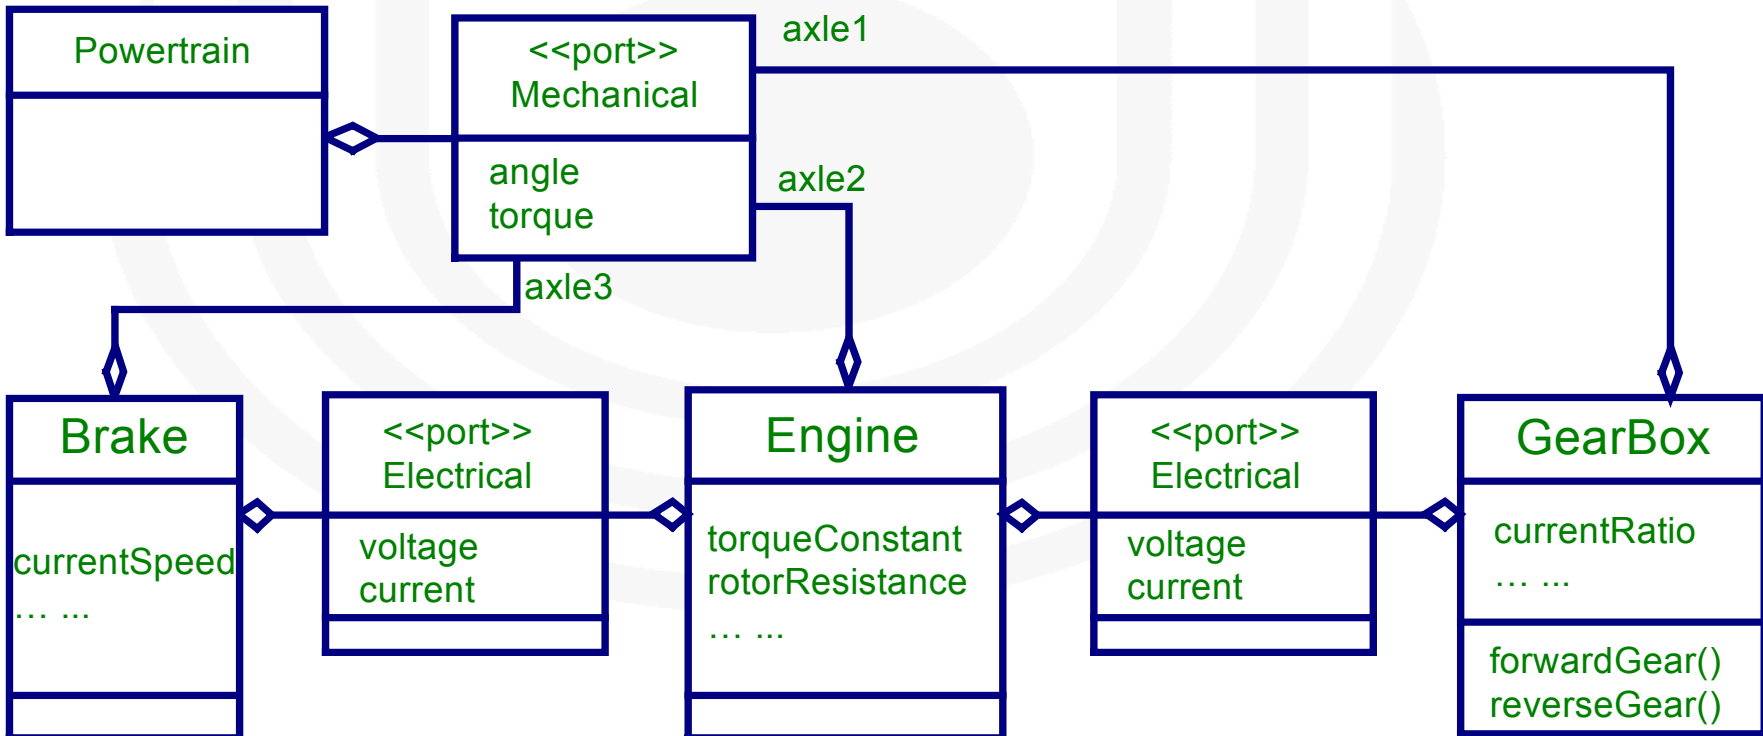 Powertrain
<<port>>
Mechanical
angle
torque
axle1
axle2
axle3
Brake
currentSpeed
... ...
<<port>>
Electrical
voltage
current
Engine
torqueConstant
rotorResistance
... ...
<<port>>
Electrical
voltage
current
GearBox
currentRatio
... ...
forwardGear()
reverseGear()